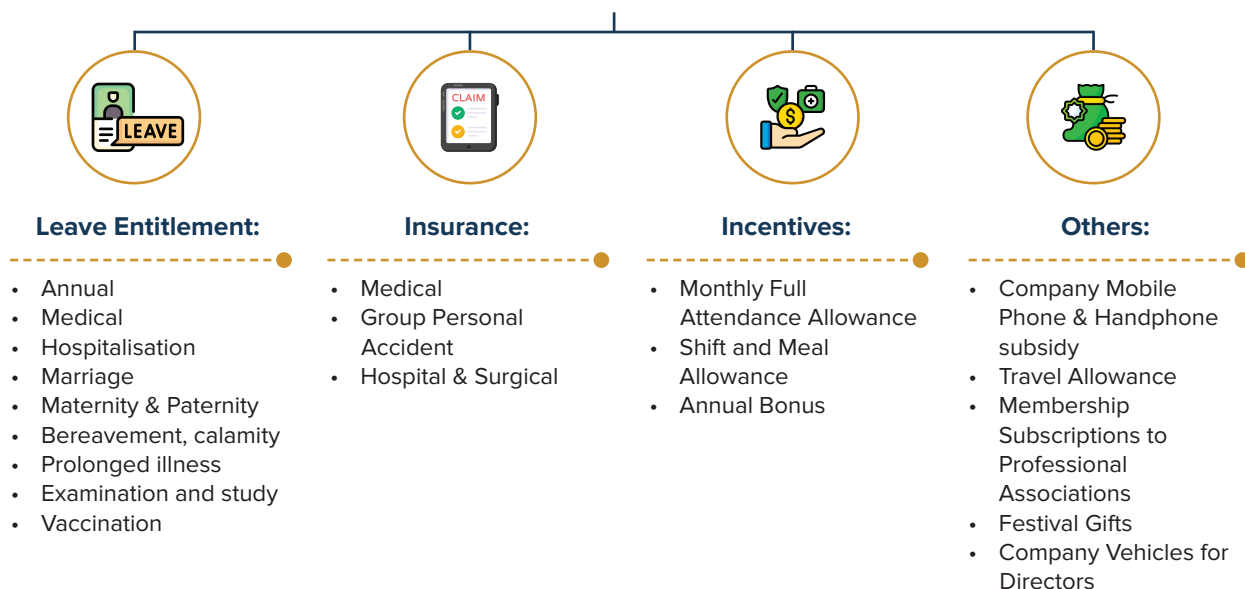 LEAVE
CLAIM
Leave Entitlement:
• Annual
• Medical
• Hospitalisation
• Marriage
• Maternity & Paternity
• Bereavement, calamity
• Prolonged illness
• Examination and study
• Vaccination
Insurance:
• Medical
• Group Personal
Accident
• Hospital & Surgical
Incentives:
• Monthly Full
Attendance Allowance
• Shift and Meal
Allowance
• Annual Bonus
Others:
• Company Mobile
Phone & Handphone
subsidy
• Travel Allowance
• Membership
Subscriptions to
Professional
Associations
• Festival Gifts
• Company Vehicles for
Directors